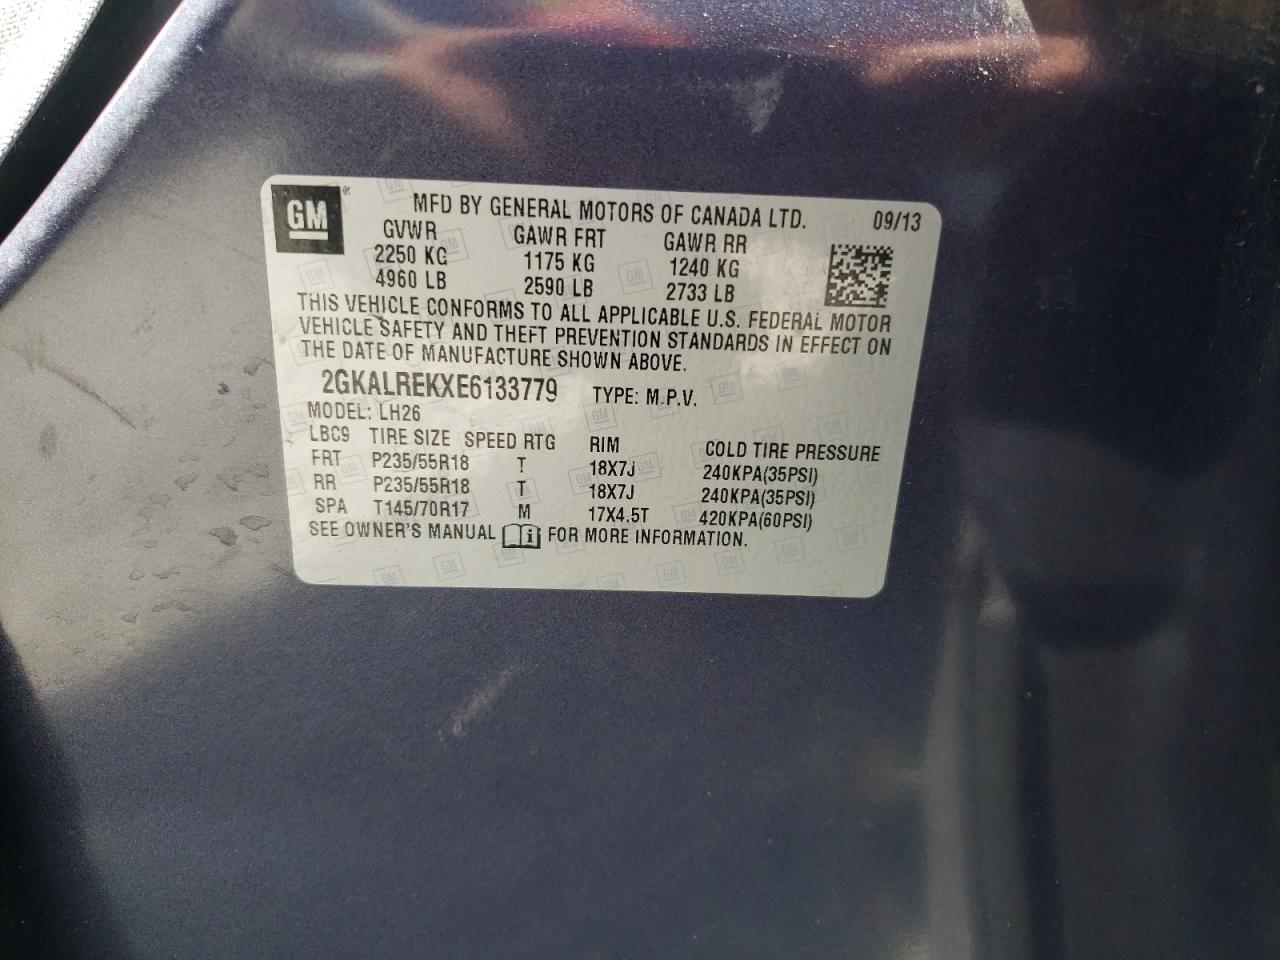 GM ® MFD BY GENERAL MOTORS OF CANADA LTD. 09/13
GVWR GAWR FRT GAWR RR
2250 KG 1175 KG 1240 KG
4960 LB 2590 LB 2733 LB
THIS VEHICLE CONFORMS TO ALL APPLICABLE U.S. FEDERAL MOTOR
VEHICLE SAFETY AND THEFT PREVENTION STANDARDS IN EFFECT ON
THE DATE OF MANUFACTURE SHOWN ABOVE.
2GKALREKXE6133779 TYPE: M.P.V.
MODEL: LH26
LBC9 TIRE SIZE SPEED RTG RIM COLD TIRE PRESSURE
FRT P235/55R18 T 18X7J 240KPA(35PSI)
RR P235/55R18 T 18X7J 240KPA(35PSI)
SPA T145/70R17 M 17X4.5T 420KPA(60PSI)
SEE OWNER'S MANUAL i FOR MORE INFORMATION.